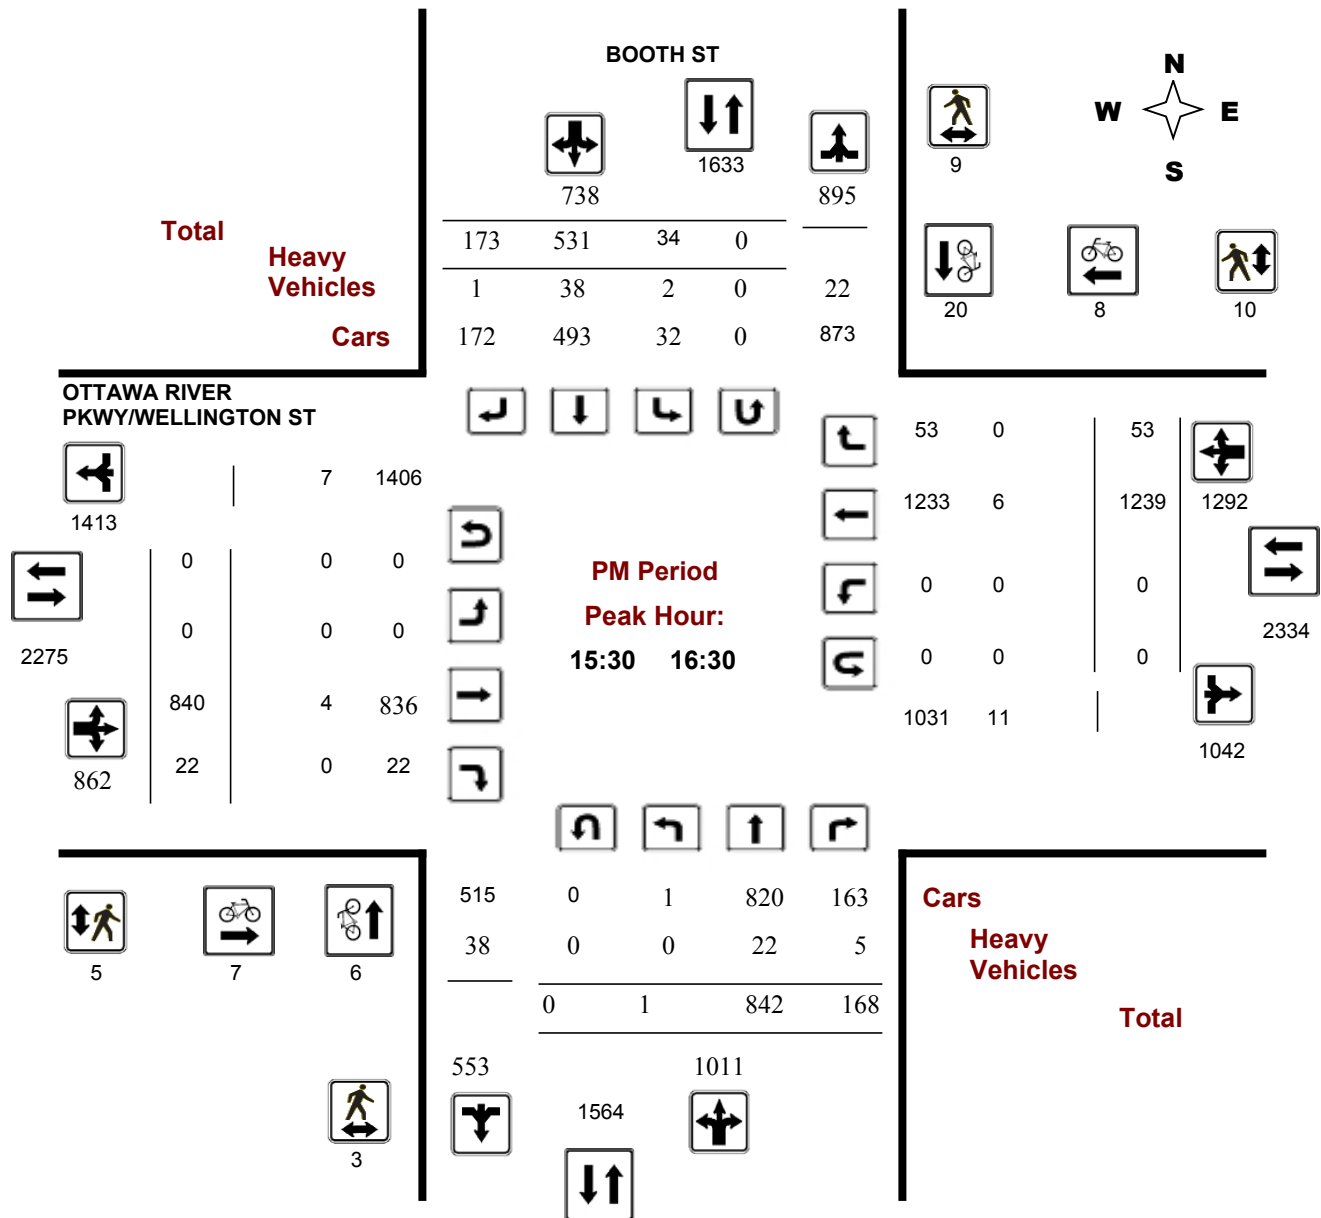 BOOTH ST
N
W E
S
1633
9
738 895
Total
173 531 34 0
Heavy
Vehicles
1 38 2 0 22
20 8 10
Cars
172 493 32 0 873
OTTAWA RIVER
PKWY/WELLINGTON ST
53 0 53
7 1406
1233 6 1239 1292
1413
0 0 0
PM Period
0 0 0
Peak Hour:
0 0 0
2334
2275
15:30 16:30
0 0 0
840 4 836
1031 11
1042
862 22 0 22
515 0 1 820 163
Cars
38 0 0 22 5
Heavy
Vehicles
5 7 6
0 1 842 168
Total
553 1011
1564
3